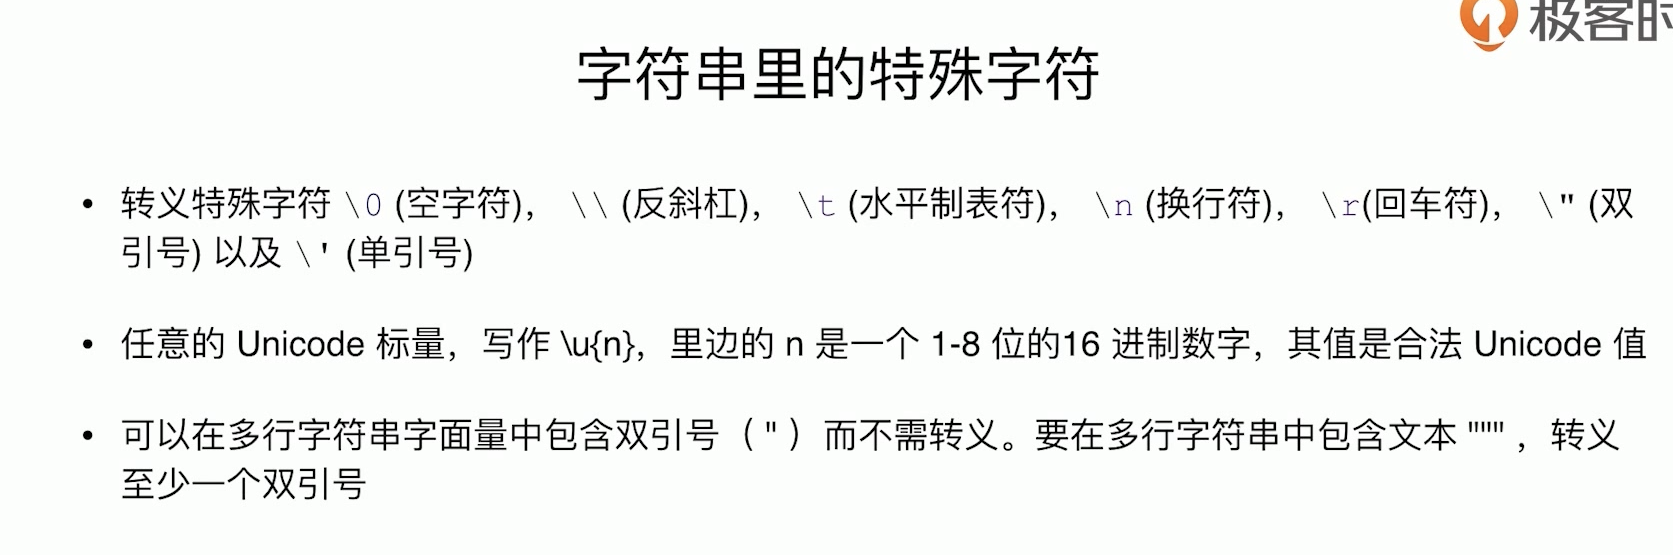 极客时
字符串里的特殊字符
• 转义特殊字符 \0 (空字符)， \\ (反斜杠)， \t (水平制表符)， \n (换行符)， \r(回车符)， \" (双
引号) 以及 \' (单引号)
• 任意的 Unicode 标量，写作 \u{n}，里边的 n 是一个 1-8 位的16 进制数字，其值是合法 Unicode 值
• 可以在多行字符串字面量中包含双引号（ " ）而不需转义。要在多行字符串中包含文本 """ ，转义
至少一个双引号